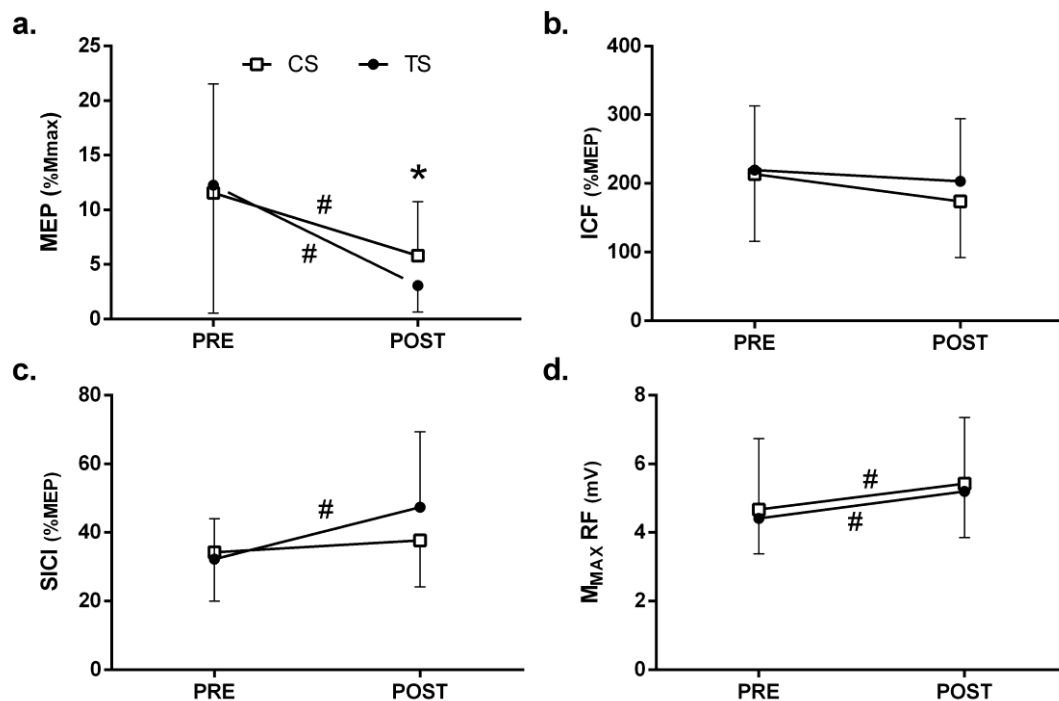 a.
MEP (%Mmax)
25
20
15
10
5
0
CS TS
#
#
*
PRE POST
b.
ICF (%MEP)
400
300
200
100
0
PRE POST
c.
SICI (%MEP)
80
60
40
20
0
#
PRE POST
d.
MMAX RF (mV)
8
6
4
2
0
#
#
PRE POST